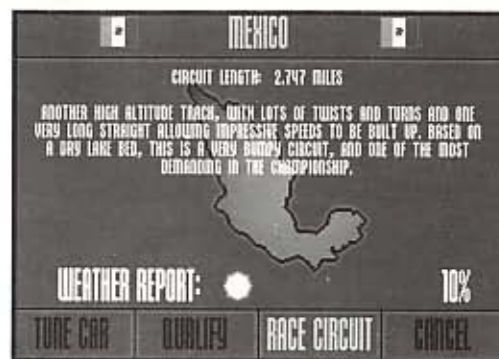 MEXICO
CIRCUIT LENGTH: 2.747 MILES
ANOTHER HIGH ALTITUDE TRACH, WITH LOTS OF TWISTS AND TURNS AND ONE
VERY LONG STRAIGHT ALLOWING IMPRESSIVE SPEEDS TO BE BUILT UP. BASED ON
A DRY LAKE BED, THIS IS A VERY BUMPY CIRCUIT, AND ONE OF THE MOST
DEMANDING IN THE CHAMPIONSHIP.
WEATHER REPORT: 10%
TUNE CAR QUALIFY RACE CIRCUIT CANCEL